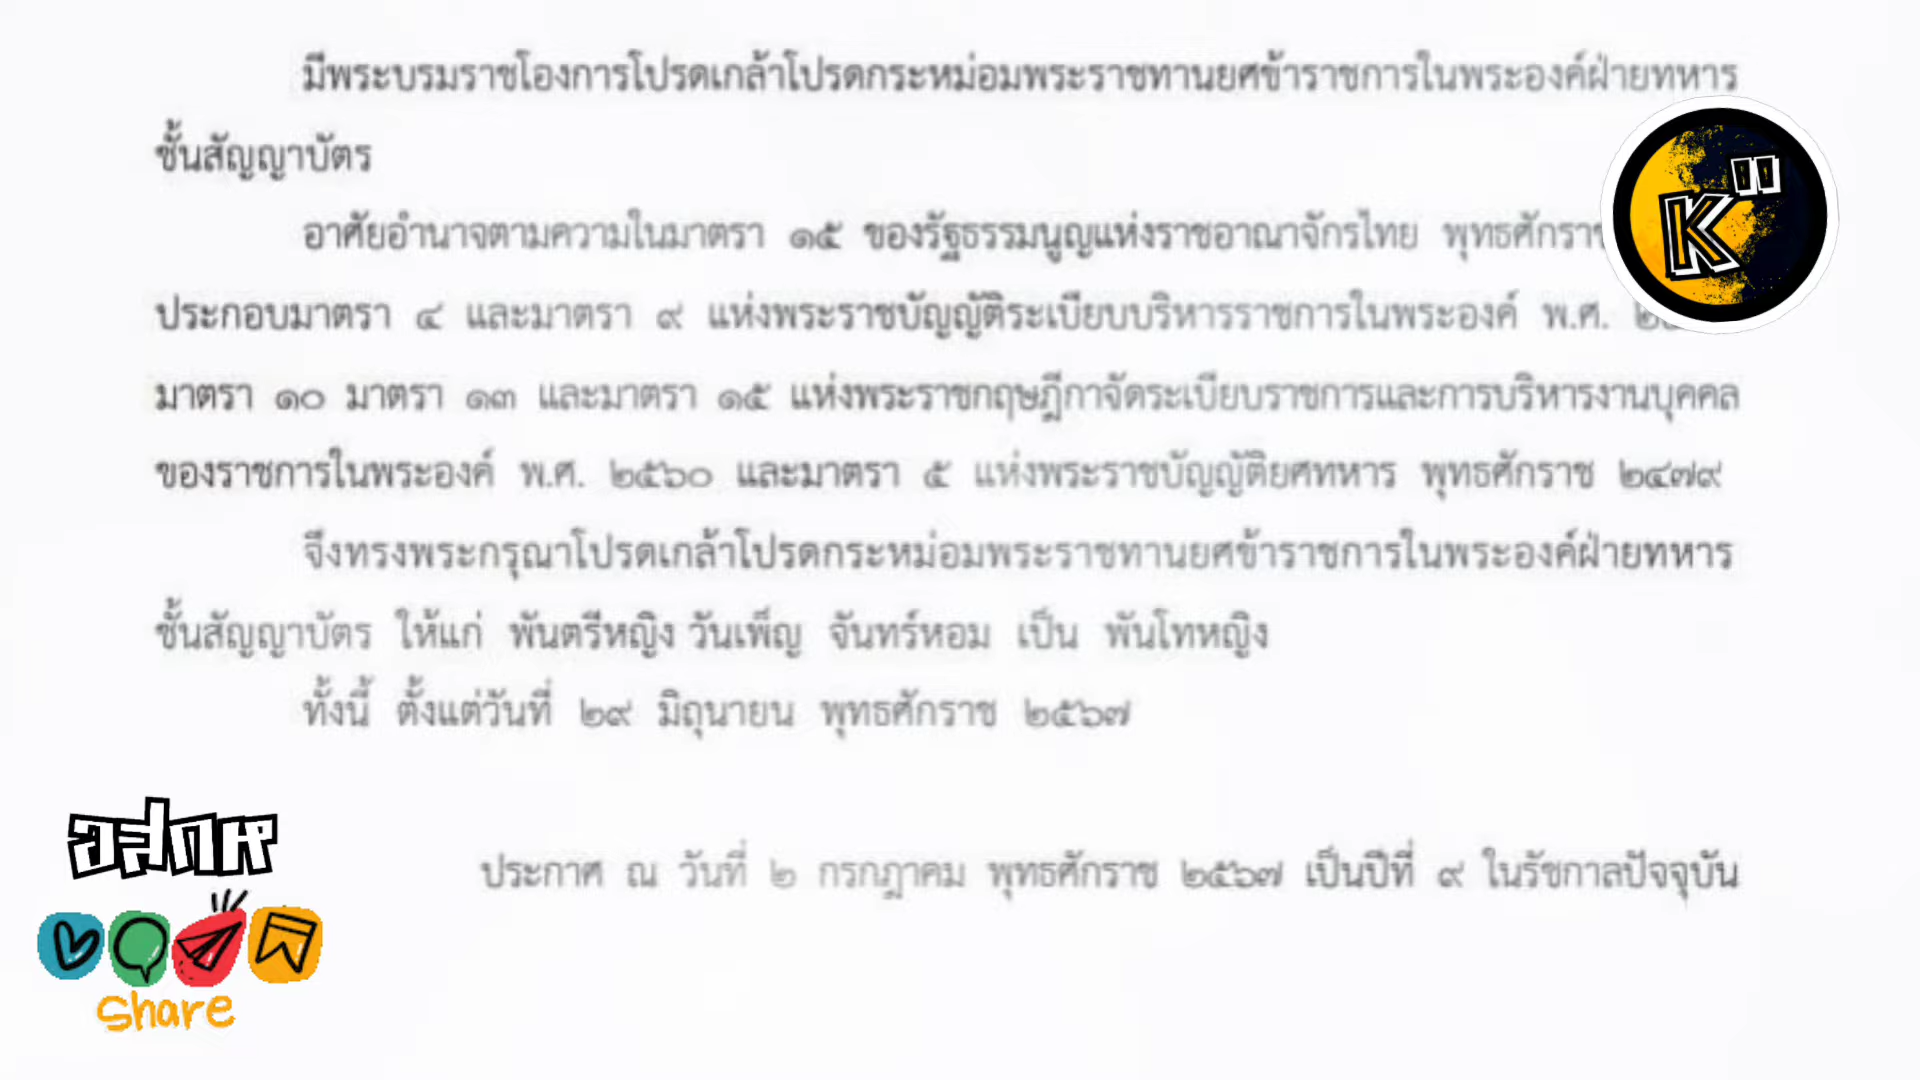 มีพระบรมราชโองการโปรดเกล้าโปรดกระหม่อมพระราชทานยศข้าราชการในพระองค์ฝ่ายทหาร
ชั้นสัญญาบัตร
อาศัยอำนาจตามความในมาตรา ๑๕ ของรัฐธรรมนูญแห่งราชอาณาจักรไทย
ประกอบมาตรา ๔ และมาตรา ๙ แห่งพระราชบัญญัติระเบียบบริหารราชการในพระองค์ พ.ศ.
มาตรา ๑๐ มาตรา ๑๓ และมาตรา ๑๕ แห่งพระราชกฤษฎีกาจัดระเบียบราชการและการบริหารงานบุคคล
ของราชการในพระองค์ พ.ศ. ๒๕๖๐ และมาตรา ๕ แห่งพระราชบัญญัติยศทหาร พุทธศักราช ๒๔๗๙
จึงทรงพระกรุณาโปรดเกล้าโปรดกระหม่อมพระราชทานยศข้าราชการในพระองค์ฝ่ายทหาร
ชั้นสัญญาบัตร ให้แก่ พันตรีหญิง วันเพ็ญ จันทร์หอม เป็น พันโทหญิง
ทั้งนี้ ตั้งแต่วันที่ ๒๙ มิถุนายน พุทธศักราช ๒๕๖๗
ประกาศ ณ วันที่ ๒ กรกฎาคม พุทธศักราช ๒๕๖๗ เป็นปีที่ ๙ ในรัชกาลปัจจุบัน
K"
อสกห
Share